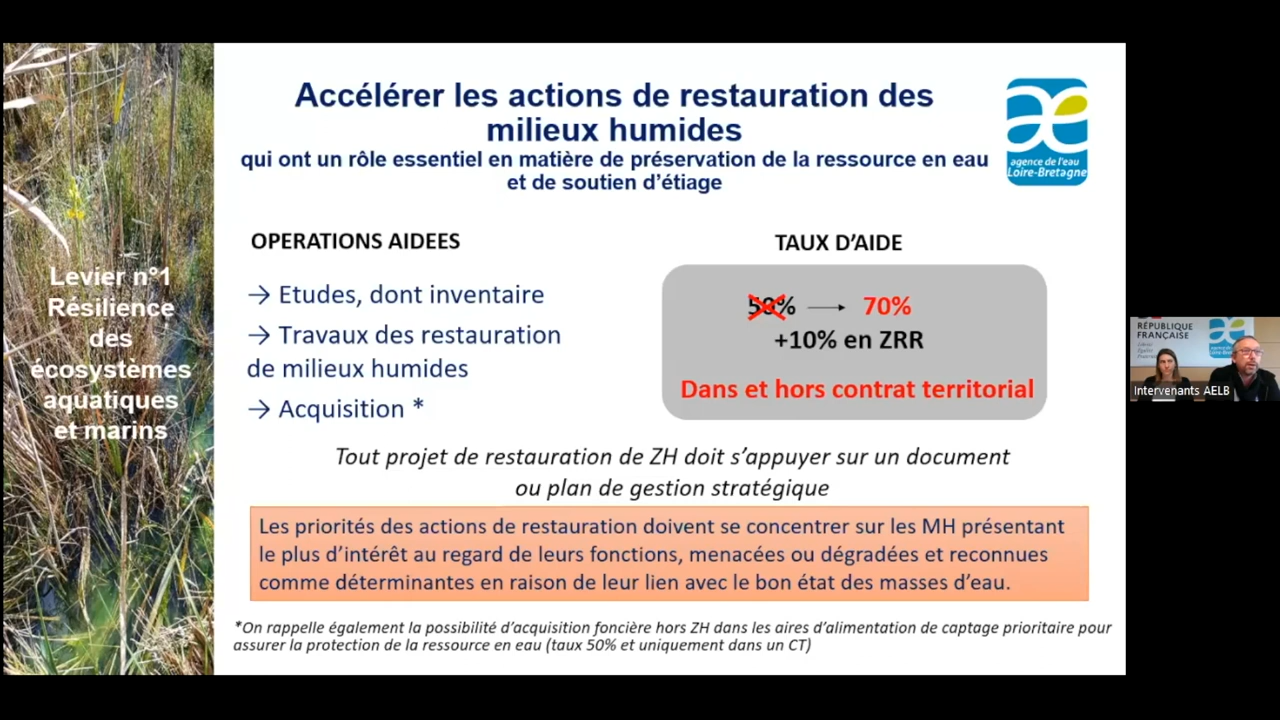 Accélérer les actions de restauration des
milieux humides
qui ont un rôle essentiel en matière de préservation de la ressource en eau
et de soutien d'étiage
agence de l'eau
Loire-Bretagne
Levier n°1
Résilience
des
écosystèmes
aquatiques
et marins
OPERATIONS AIDEES
→ Etudes, dont inventaire
→ Travaux des restauration
de milieux humides
→ Acquisition *
TAUX D'AIDE
50% → 70%
+10% en ZRR
Dans et hors contrat territorial
Tout projet de restauration de ZH doit s'appuyer sur un document
ou plan de gestion stratégique
Les priorités des actions de restauration doivent se concentrer sur les MH présentant
le plus d'intérêt au regard de leurs fonctions, menacées ou dégradées et reconnues
comme déterminantes en raison de leur lien avec le bon état des masses d'eau.
*On rappelle également la possibilité d'acquisition foncière hors ZH dans les aires d'alimentation de captage prioritaire pour
assurer la protection de la ressource en eau (taux 50% et uniquement dans un CT)
RÉPUBLIQUE
FRANÇAISE
Intervenants AELB